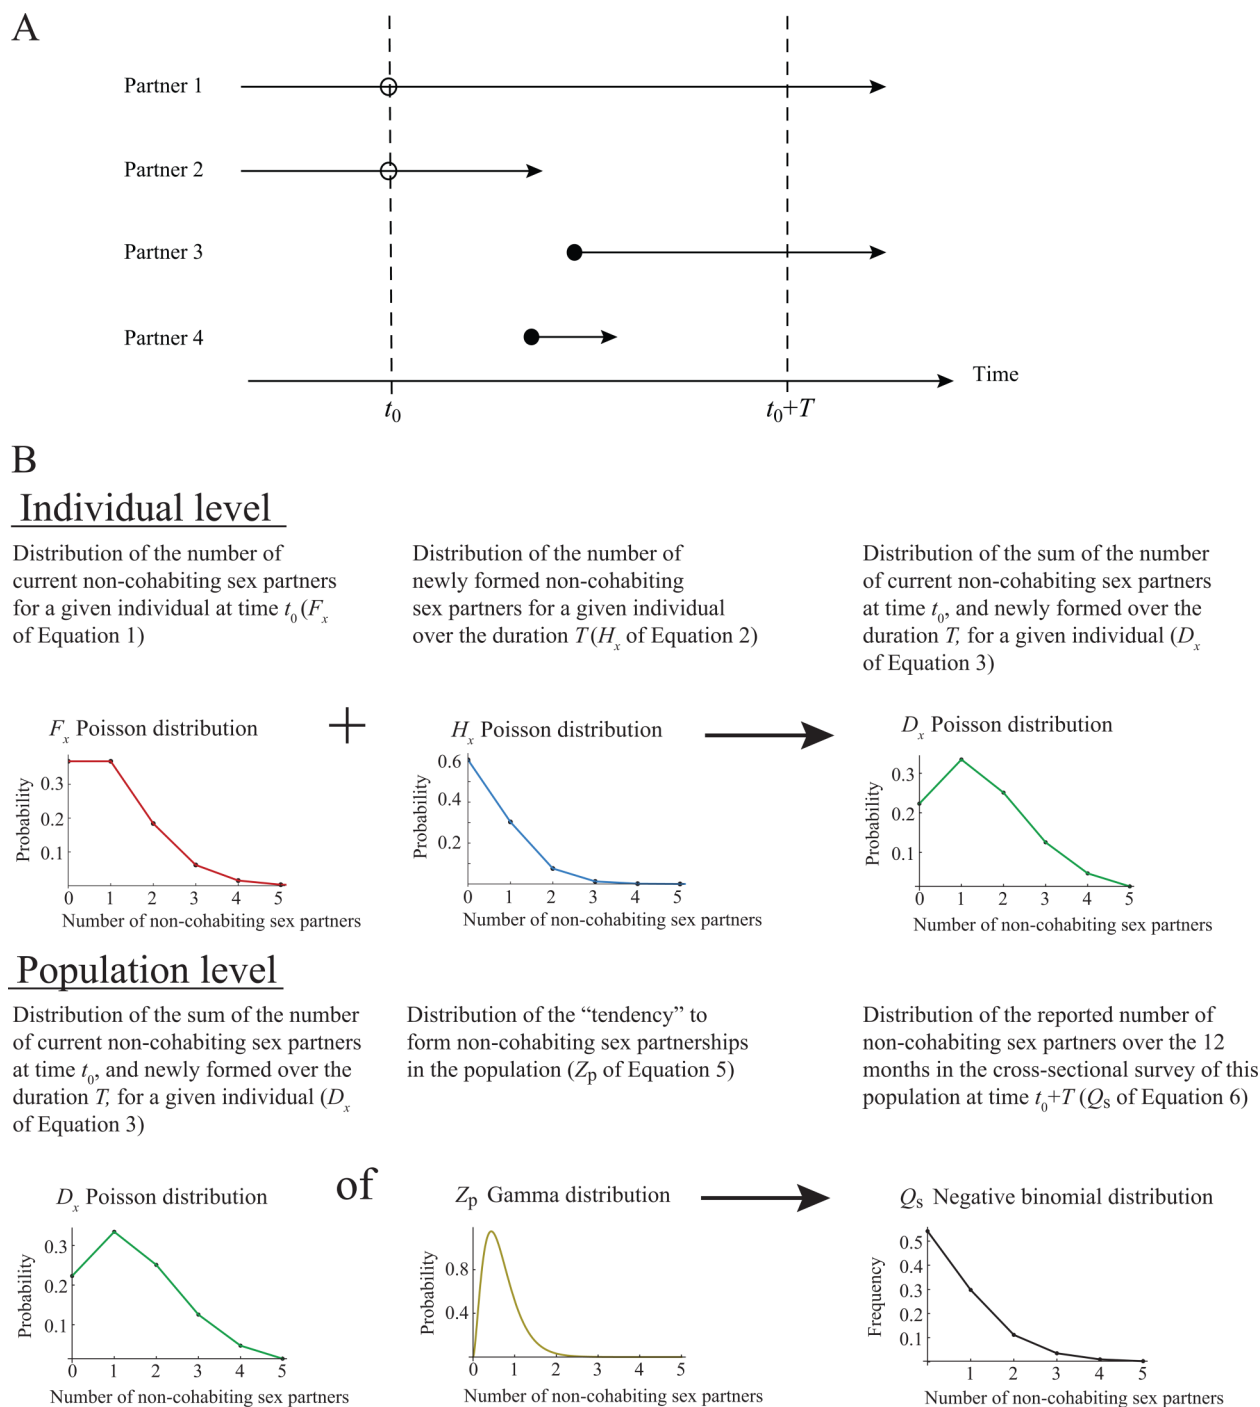 A
Partner 1
Partner 2
Partner 3
Partner 4
Time
t0
t0+T
B
Individual level
Distribution of the number of
current non-cohabiting sex partners
for a given individual at time t0 (Fx
of Equation 1)
Distribution of the number of
newly formed non-cohabiting
sex partners for a given individual
over the duration T (Hx of Equation 2)
Distribution of the sum of the number
of current non-cohabiting sex partners
at time t0, and newly formed over the
duration T, for a given individual (Dx
of Equation 3)
Fx Poisson distribution
+
Hx Poisson distribution
Dx Poisson distribution
Probability
0.3
0.2
0.1
0 1 2 3 4 5
Number of non-cohabiting sex partners
Probability
0.6
0.4
0.2
0 1 2 3 4 5
Number of non-cohabiting sex partners
Probability
0.3
0.2
0.1
0 1 2 3 4 5
Number of non-cohabiting sex partners
Population level
Distribution of the sum of the number
of current non-cohabiting sex partners
at time t0, and newly formed over the
duration T, for a given individual (Dx
of Equation 3)
Distribution of the “tendency” to
form non-cohabiting sex partnerships
in the population (Zp of Equation 5)
Distribution of the reported number of
non-cohabiting sex partners over the 12
months in the cross-sectional survey of this
population at time t0+T (Qs of Equation 6)
Dx Poisson distribution
of
Zp Gamma distribution
Qs Negative binomial distribution
Probability
0.3
0.2
0.1
0 1 2 3 4 5
Number of non-cohabiting sex partners
Probability
0.8
0.4
0 1 2 3 4 5
Number of non-cohabiting sex partners
Frequency
0.5
0.4
0.3
0.2
0.1
1 2 3 4 5
Number of non-cohabiting sex partners